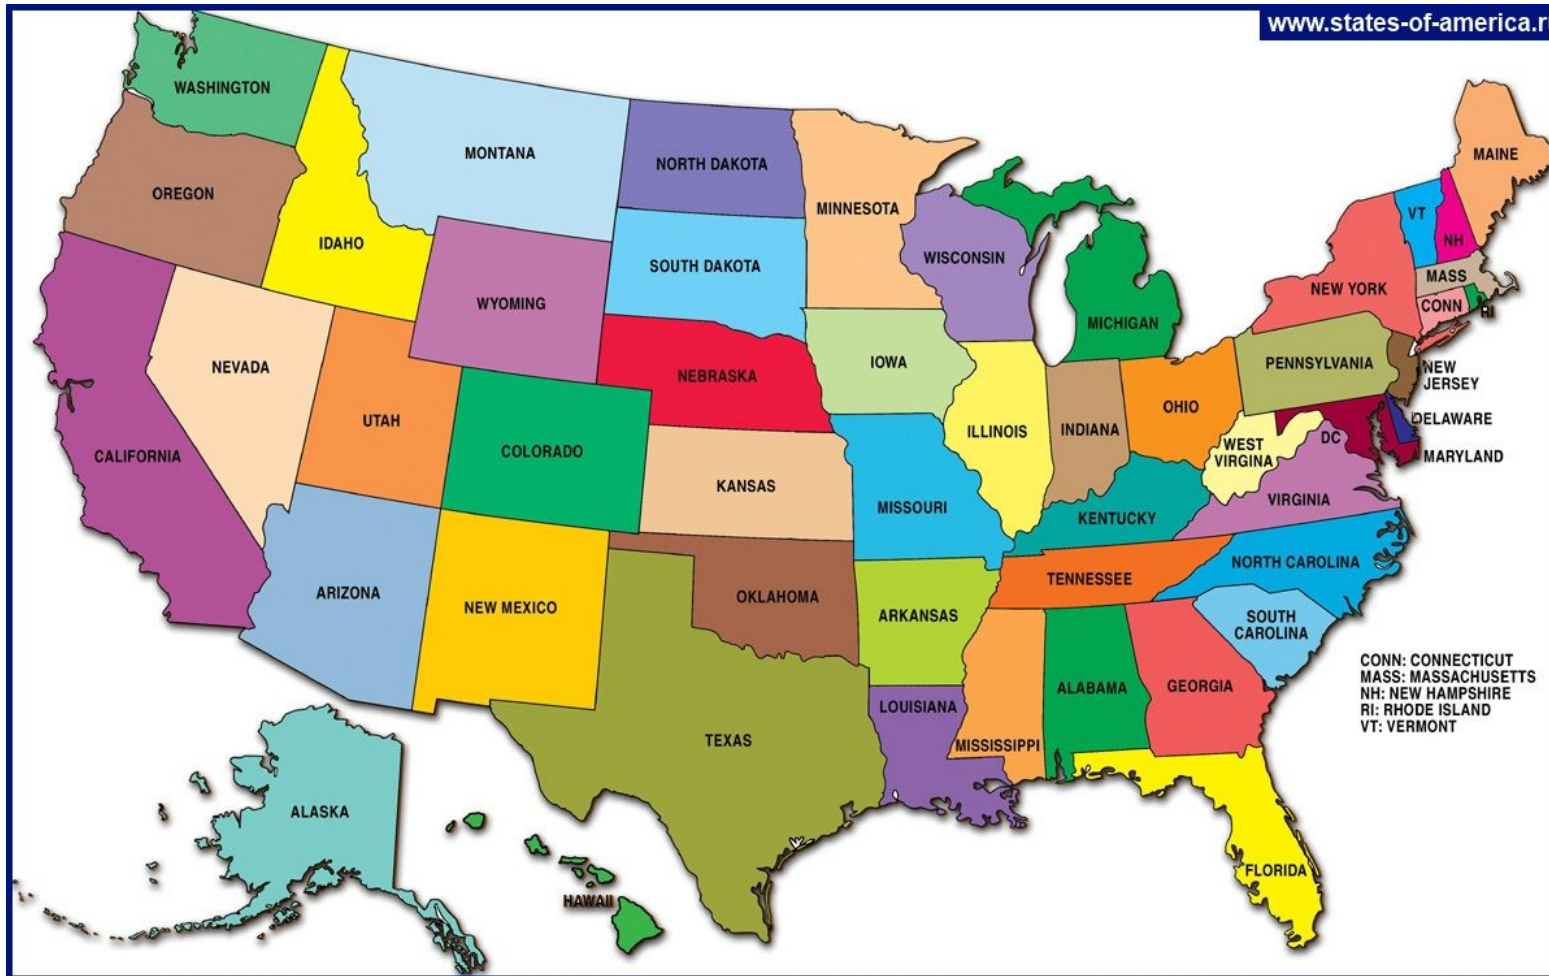 www.states-of-america.r
WASHINGTON
OREGON
IDAHO
MONTANA
NORTH DAKOTA
MINNESOTA
SOUTH DAKOTA
WYOMING
WISCONSIN
MICHIGAN
MAINE
VT
NH
NEW YORK
MASS
CONN
RI
NEVADA
UTAH
CALIFORNIA
COLORADO
NEBRASKA
IOWA
ILLINOIS
INDIANA
OHIO
PENNSYLVANIA
NEW
JERSEY
DELAWARE
MARYLAND
DC
WEST
VIRGINA
VIRGINIA
KANSAS
MISSOURI
KENTUCKY
ARIZONA
NEW MEXICO
OKLAHOMA
ARKANSAS
TENNESSEE
NORTH CAROLINA
SOUTH
CAROLINA
TEXAS
LOUISIANA
MISSISSIPPI
ALABAMA
GEORGIA
FLORIDA
ALASKA
HAWAII
CONN: CONNECTICUT
MASS: MASSACHUSETTS
NH: NEW HAMPSHIRE
RI: RHODE ISLAND
VT: VERMONT